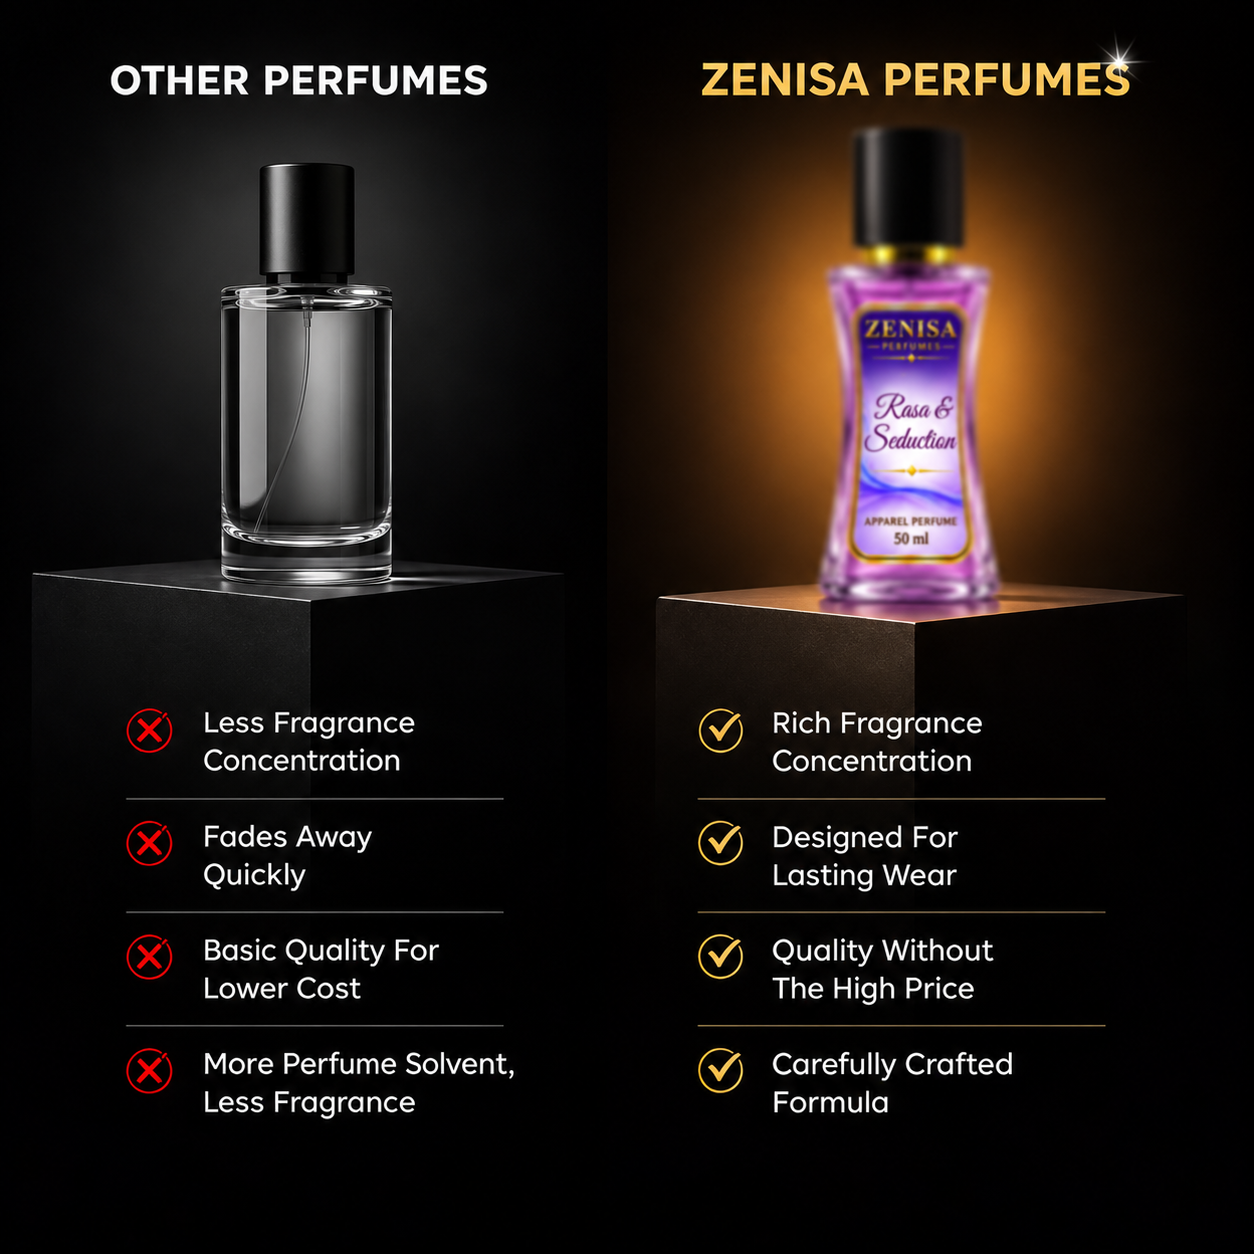 OTHER PERFUMES
Less Fragrance
Concentration
Fades Away
Quickly
Basic Quality For
Lower Cost
More Perfume Solvent,
Less Fragrance
ZENISA PERFUMES
ZENISA
PERFUMES
Rasa &
Seduction
APPAREL PERFUME
50 ml
Rich Fragrance
Concentration
Designed For
Lasting Wear
Quality Without
The High Price
Carefully Crafted
Formula